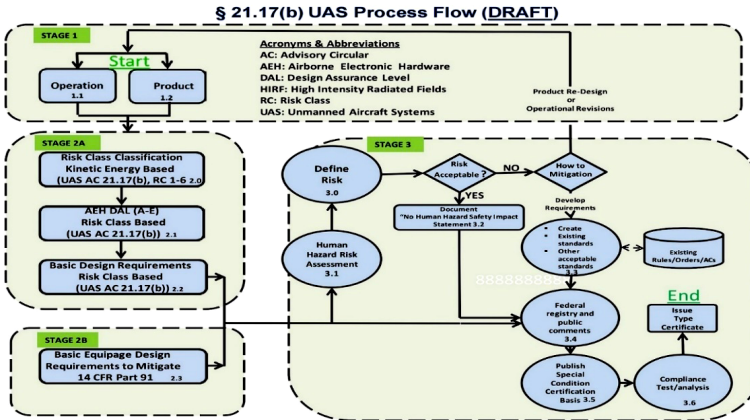 § 21.17(b) UAS Process Flow (DRAFT)
STAGE 1
Start
Operation
1.1
Product
1.2
Acronyms & Abbreviations
AC: Advisory Circular
AEH: Airborne Electronic Hardware
DAL: Design Assurance Level
HIRF: High Intensity Radiated Fields
RC: Risk Class
UAS: Unmanned Aircraft Systems
Product Re-Design
or
Operational Revisions
STAGE 2A
Risk Class Classification
Kinetic Energy Based
(UAS AC 21.17(b), RC 1-6 2.0
AEH DAL (A-E)
Risk Class Based
(UAS AC 21.17(b)) 2.1
Basic Design Requirements
Risk Class Based
(UAS AC 21.17(b)) 2.2
STAGE 2B
Basic Equipage Design
Requirements to Mitigate
14 CFR Part 91 2.3
STAGE 3
Define
Risk
3.0
Human
Hazard Risk
Assessment
3.1
Risk
Acceptable ?
NO
YES
How to
Mitigation
Document
"No Human Hazard Safety Impact
Statement 3.2
Develop
Requirements
• Create
• Existing
standards
• Other
acceptable
standards
3.3
Existing
Rules/Orders/ACs
Federal
registry and
public
comments
3.4
Publish
Special
Condition
Certification
Basis 3.5
Compliance
Test/analysis
3.6
End
Issue
Type
Certificate